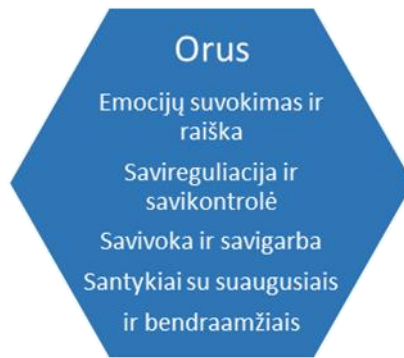 Orus
Emocijų suvokimas ir
raiška
Savireguliacija ir
savikontrolė
Savivoka ir savigarba
Santykiai su suaugusiais
ir bendraamžiais